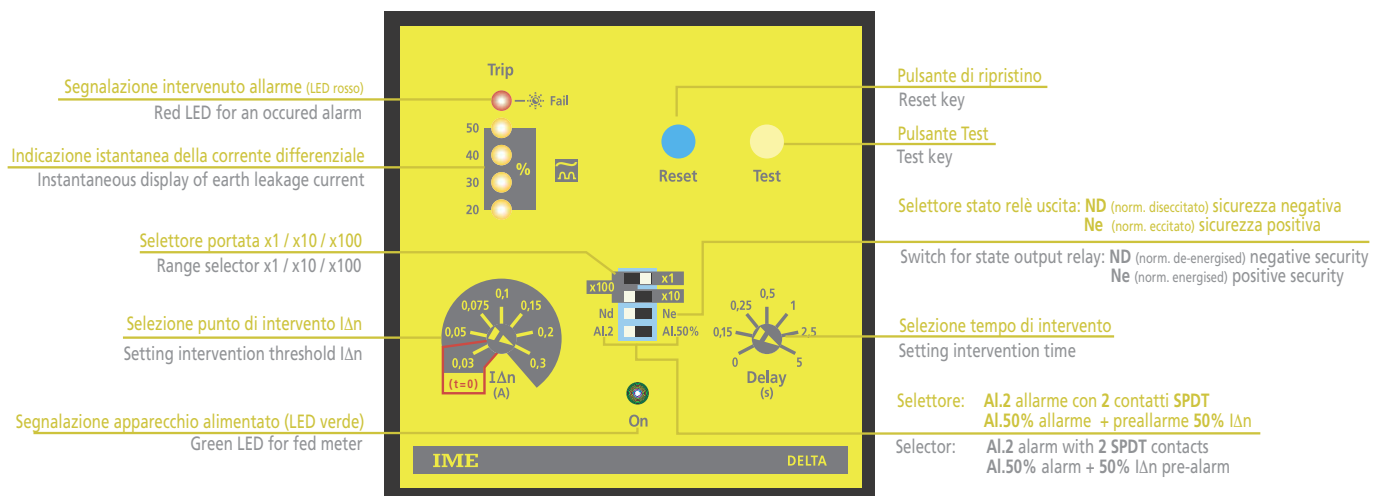 Segnalazione intervenuto allarme (LED rosso)
Red LED for an occured alarm
Indicazione istantanea della corrente differenziale
Instantaneous display of earth leakage current
Selettore portata x1 / x10 / x100
Range selector x1 / x10 / x100
Selezione punto di intervento I∆n
Setting intervention threshold I∆n
Segnalazione apparecchio alimentato (LED verde)
Green LED for fed meter
Trip
Fail
50
40
30
20
%
Reset
Test
x100
x1
x10
Nd
Ne
Al.2
Al.50%
0,03
0,05
0,075
0,1
0,15
0,2
0,3
(t=0)
I∆n
(A)
0
0,15
0,25
0,5
1
2.5
5
Delay
(s)
On
IME
DELTA
Pulsante di ripristino
Reset key
Pulsante Test
Test key
Selettore stato relè uscita: ND (norm. diseccitato) sicurezza negativa
Ne (norm. eccitato) sicurezza positiva
Switch for state output relay: ND (norm. de-energised) negative security
Ne (norm. energised) positive security
Selezione tempo di intervento
Setting intervention time
Selettore: Al.2 allarme con 2 contatti SPDT
Al.50% allarme + preallarme 50% I∆n
Selector: Al.2 alarm with 2 SPDT contacts
Al.50% alarm + 50% I∆n pre-alarm